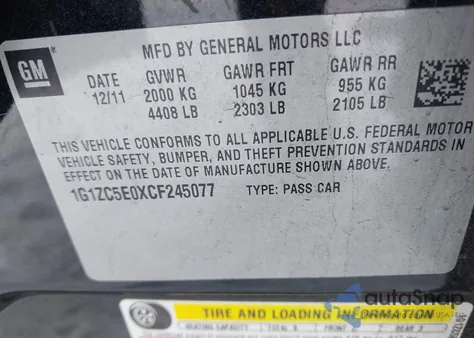 GM
MFD BY GENERAL MOTORS LLC
DATE GVWR GAWR FRT GAWR RR
12/11 2000 KG 1045 KG 955 KG
4408 LB 2303 LB 2105 LB
THIS VEHICLE CONFORMS TO ALL APPLICABLE U.S. FEDERAL MOTOR
VEHICLE SAFETY, BUMPER, AND THEFT PREVENTION STANDARDS IN
EFFECT ON THE DATE OF MANUFACTURE SHOWN ABOVE.
1G1ZC5E0XCF245077 TYPE: PASS CAR
autoSnap
TIRE AND LOADING INFORMATION
SEATING CAPACITY TOTAL